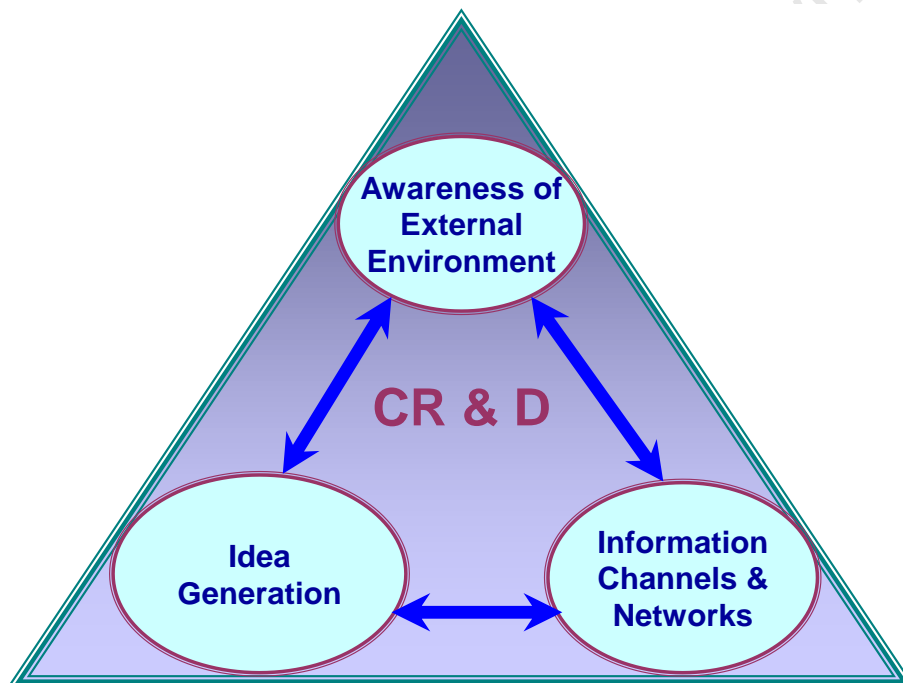 Awareness of
External
Environment
CR & D
Idea
Generation
Information
Channels &
Networks